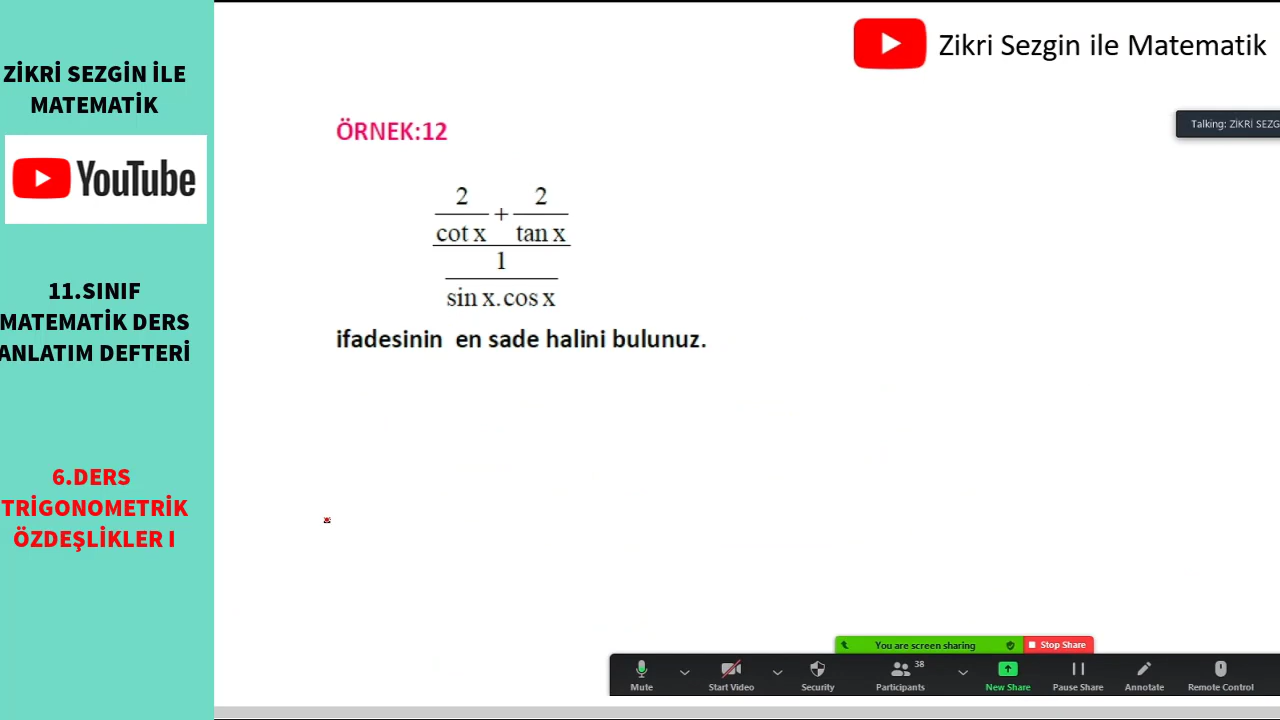 ZİKRİ SEZGİN İLE
MATEMATİK
YouTube
11.SINIF
MATEMATİK DERS
ANLATIM DEFTERİ
6.DERS
TRİGONOMETRİK
ÖZDEŞLİKLER I
Zikri Sezgin ile Matematik
Talking: ZİKRİ SEZG
ÖRNEK:12
2 + 2
cot x tan x
1
sin x.cos x
ifadesinin en sade halini bulunuz.
You are screen sharing Stop Share
38
Mute Start Video Security Participants New Share Pause Share Annotate Remote Control